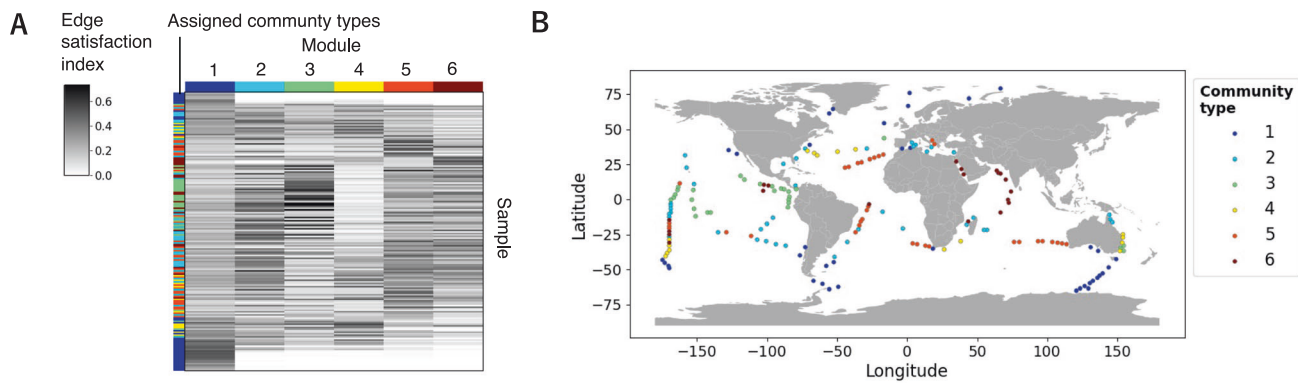 A
Edge
satisfaction
index
0.6
0.4
0.2
0.0
Assigned communty types
Module
1 2 3 4 5 6
Sample
B
75
50
25
0
−25
−50
−75
Latitude
−150 −100 −50 0 50 100 150
Longitude
Community
type
1
2
3
4
5
6